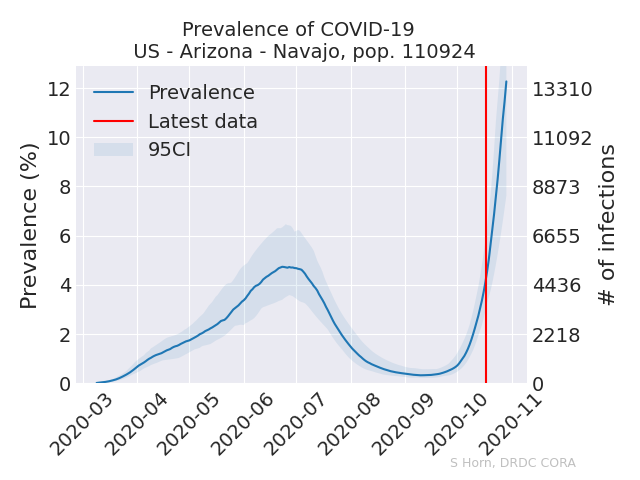 Prevalence of COVID-19
US - Arizona - Navajo, pop. 110924
Prevalence (%)
12
10
8
6
4
2
0
Prevalence
Latest data
95CI
13310
11092
8873
6655
4436
2218
0
# of infections
2020-03
2020-04
2020-05
2020-06
2020-07
2020-08
2020-09
2020-10
2020-11
S Horn, DRDC CORA